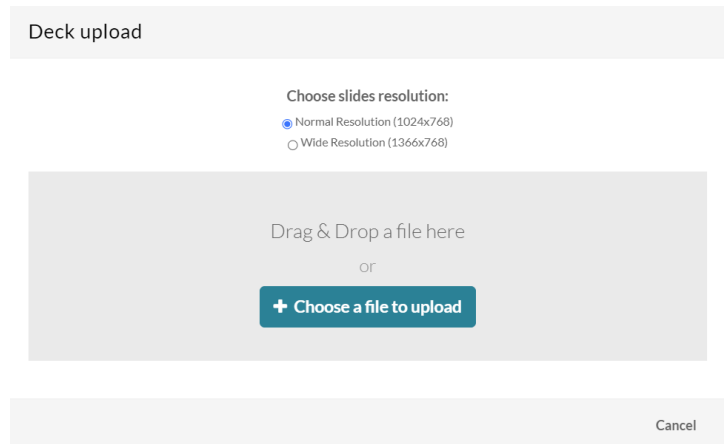 Deck upload
Choose slides resolution:
Normal Resolution (1024x768)
Wide Resolution (1366x768)
Drag & Drop a file here
or
Choose a file to upload
Cancel